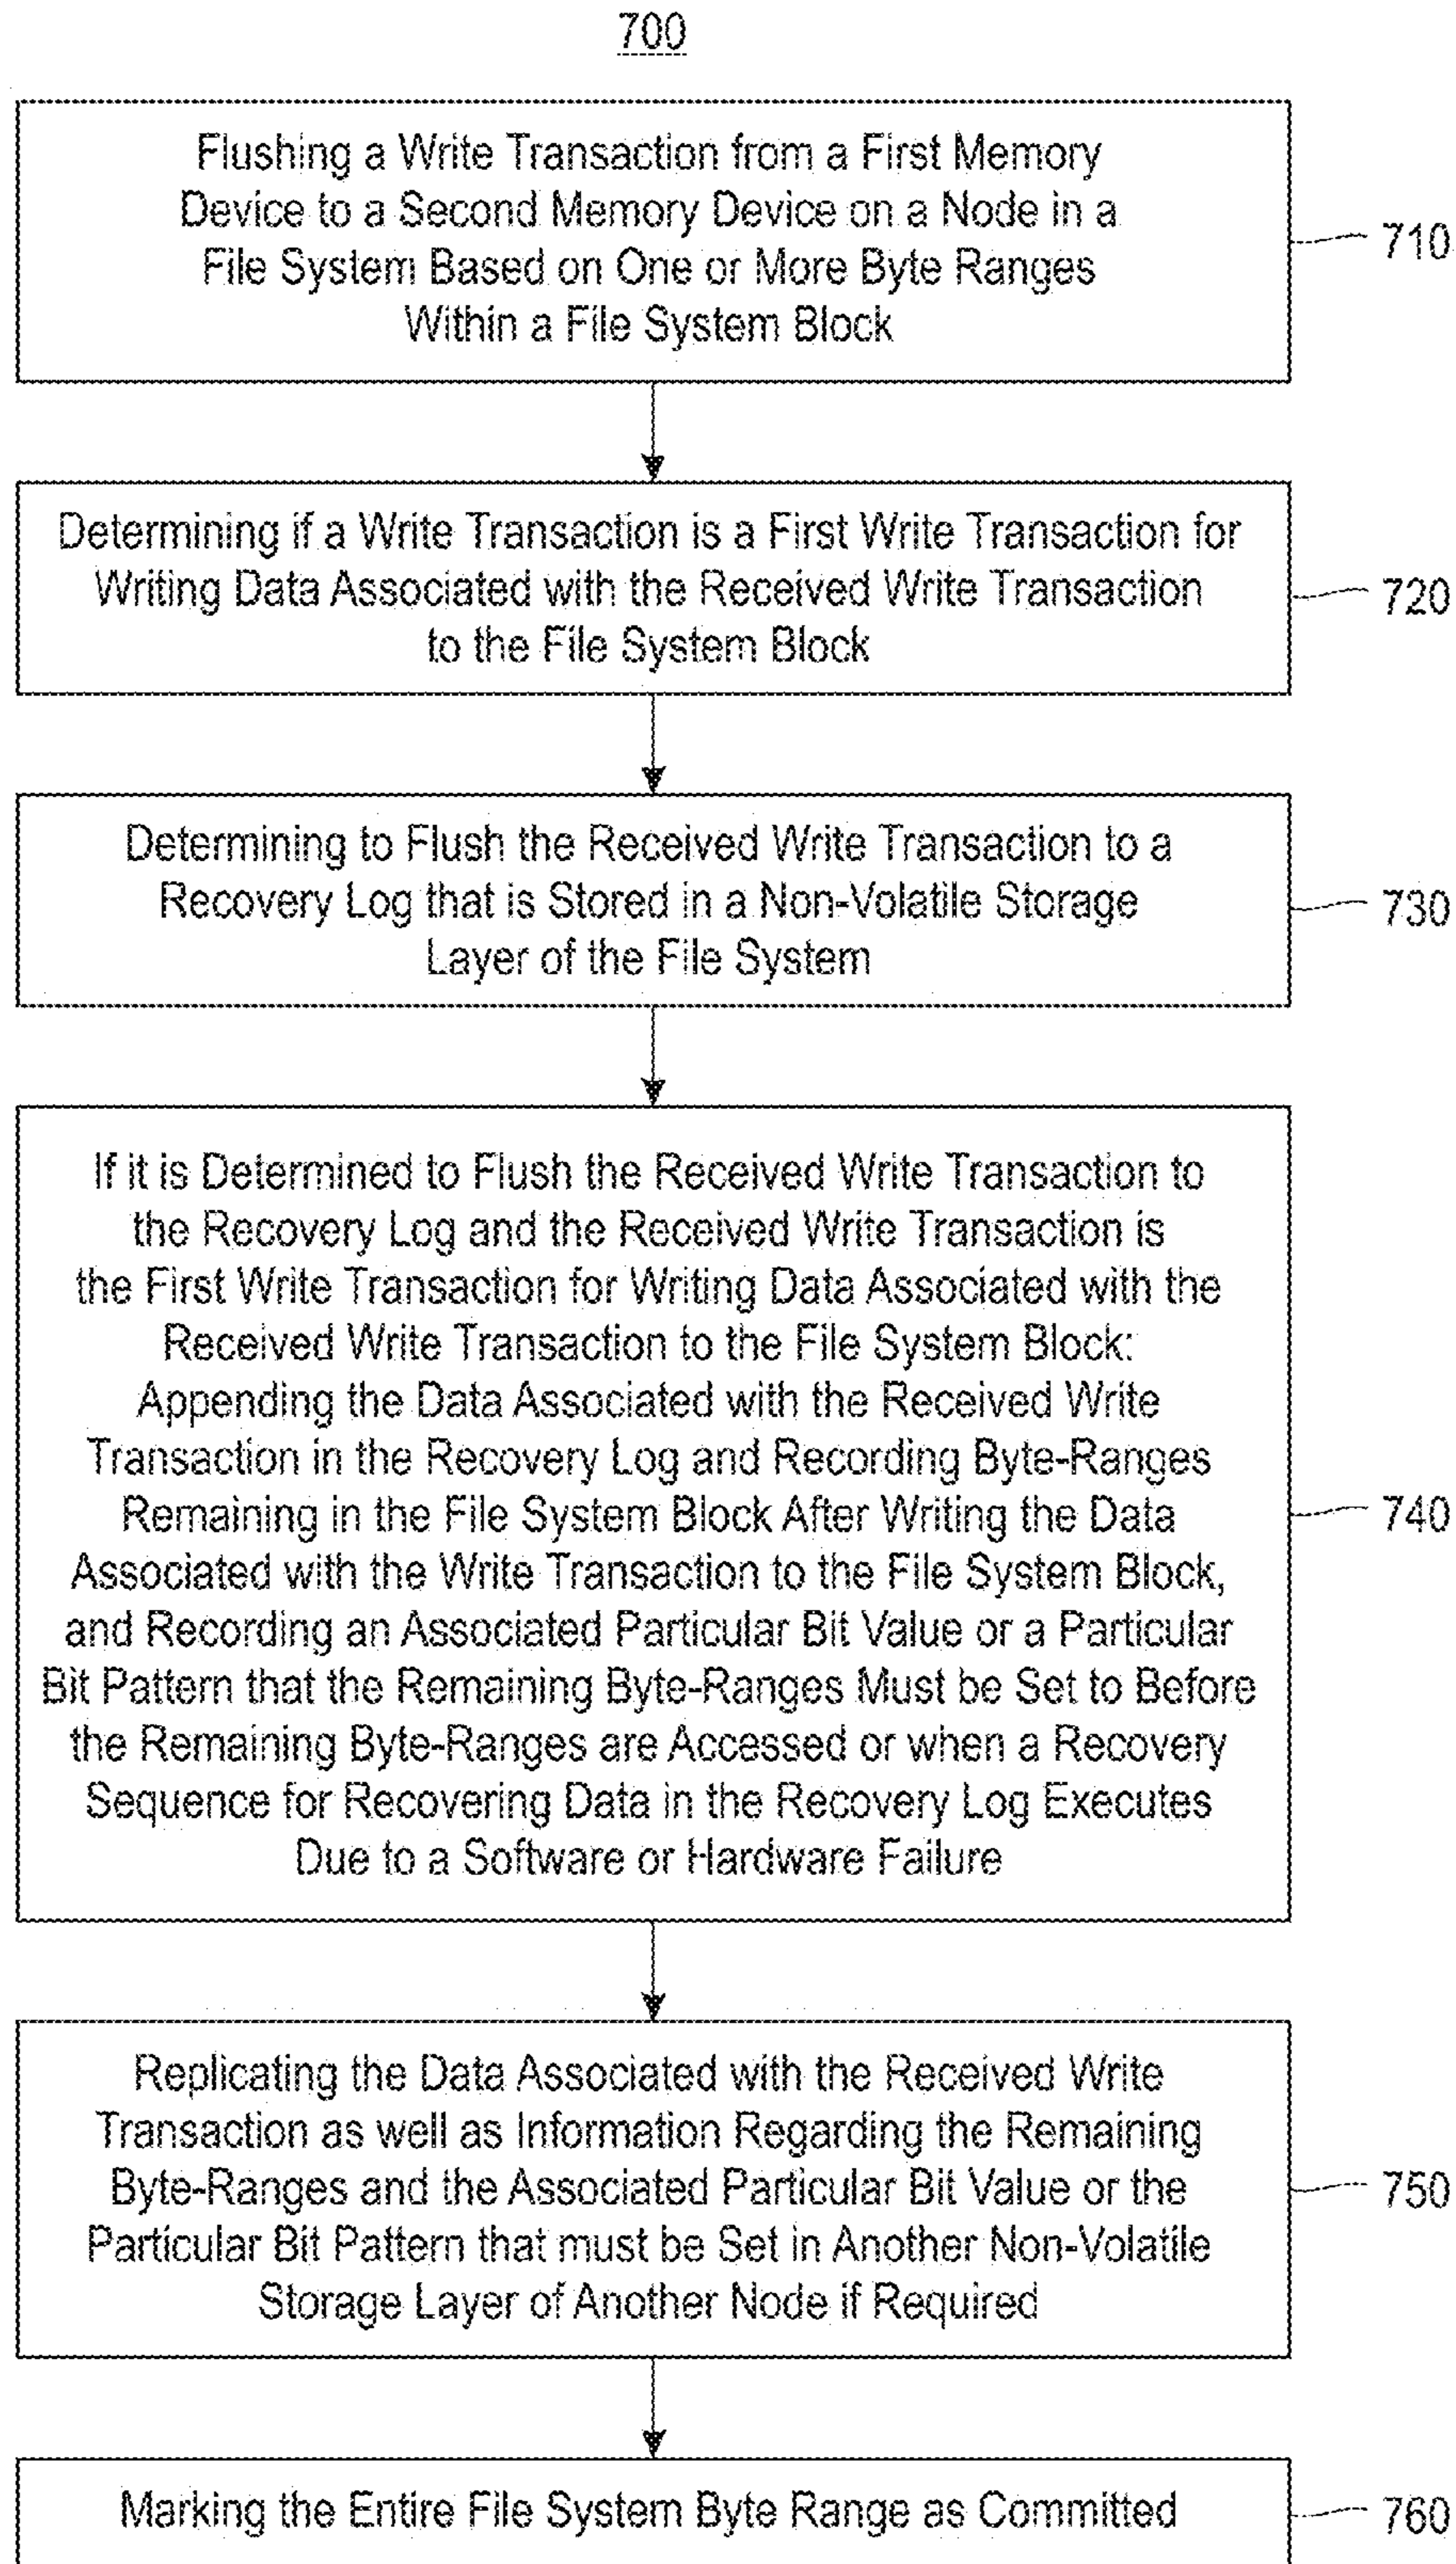 700
Flushing a Write Transaction from a First Memory
Device to a Second Memory Device on a Node in a
File System Based on One or More Byte Ranges
Within a File System Block
710
Determining if a Write Transaction is a First Write Transaction for
Writing Data Associated with the Received Write Transaction
to the File System Block
720
Determining to Flush the Received Write Transaction to a
Recovery Log that is Stored in a Non-Volatile Storage
Layer of the File System
730
If it is Determined to Flush the Received Write Transaction to
the Recovery Log and the Received Write Transaction is
the First Write Transaction for Writing Data Associated with the
Received Write Transaction to the File System Block:
Appending the Data Associated with the Received Write
Transaction in the Recovery Log and Recording Byte-Ranges
Remaining in the File System Block After Writing the Data
Associated with the Write Transaction to the File System Block,
and Recording an Associated Particular Bit Value or a Particular
Bit Pattern that the Remaining Byte-Ranges Must be Set to Before
the Remaining Byte-Ranges are Accessed or when a Recovery
Sequence for Recovering Data in the Recovery Log Executes
Due to a Software or Hardware Failure
740
Replicating the Data Associated with the Received Write
Transaction as well as Information Regarding the Remaining
Byte-Ranges and the Associated Particular Bit Value or the
Particular Bit Pattern that must be Set in Another Non-Volatile
Storage Layer of Another Node if Required
750
Marking the Entire File System Byte Range as Committed
760